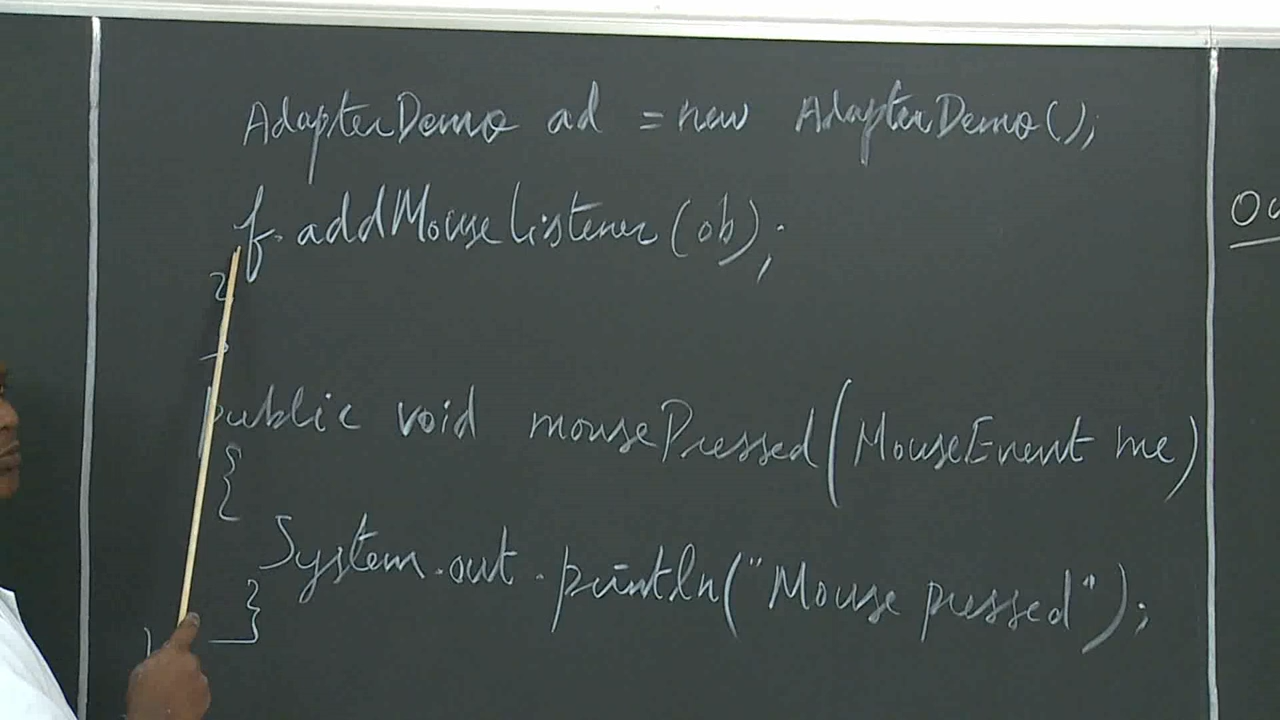 AdapterDemo ad = new AdapterDemo();
f.addMouseListener(ob);
}
public void mousePressed(MouseEvent me)
{
System.out.println("Mouse pressed");
}
}